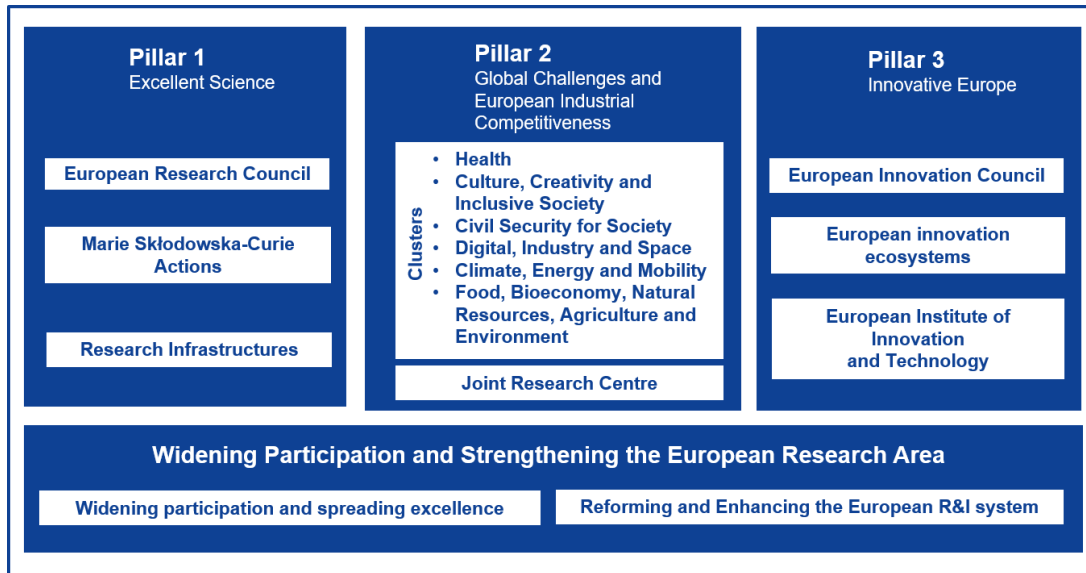 Pillar 1
Excellent Science
European Research Council
Marie Skłodowska-Curie
Actions
Research Infrastructures
Pillar 2
Global Challenges and
European Industrial
Competitiveness
Clusters
• Health
• Culture, Creativity and
Inclusive Society
• Civil Security for Society
• Digital, Industry and Space
• Climate, Energy and Mobility
• Food, Bioeconomy, Natural
Resources, Agriculture and
Environment
Joint Research Centre
Pillar 3
Innovative Europe
European Innovation Council
European innovation
ecosystems
European Institute of
Innovation
and Technology
Widening Participation and Strengthening the European Research Area
Widening participation and spreading excellence
Reforming and Enhancing the European R&I system